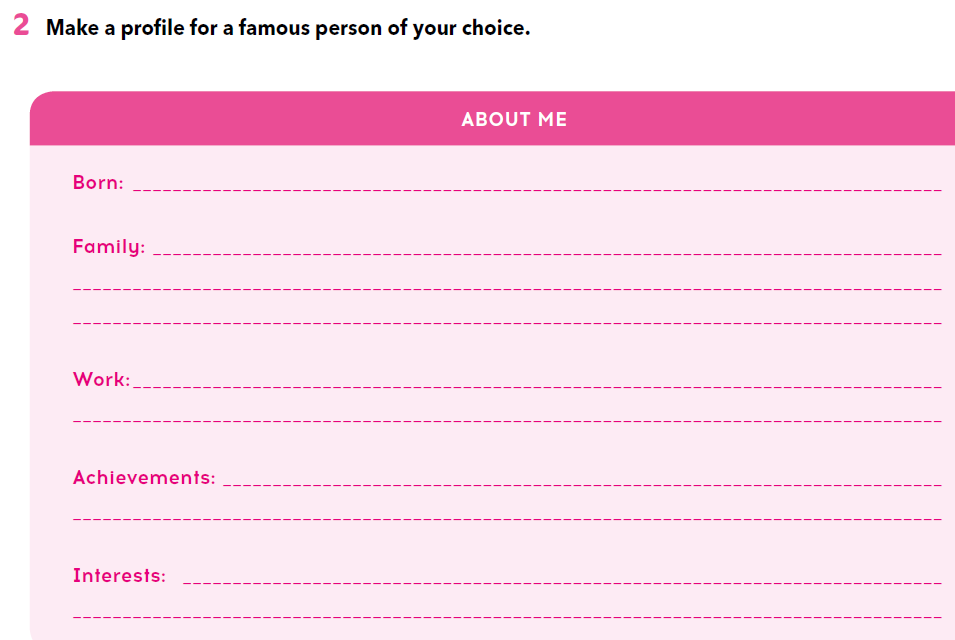 2 Make a profile for a famous person of your choice.
ABOUT ME
Born:
Family:
Work:
Achievements:
Interests: